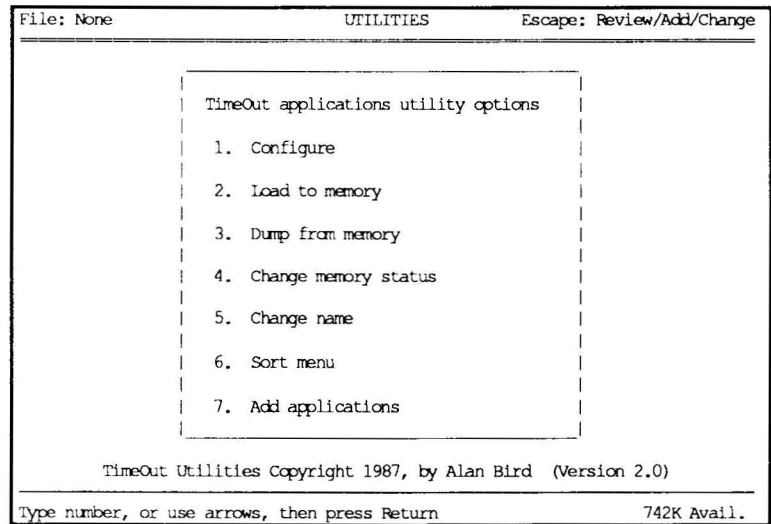 File: None UTILITIES Escape: Review/Add/Change
TimeOut applications utility options
1. Configure
2. Load to memory
3. Dump from memory
4. Change memory status
5. Change name
6. Sort menu
7. Add applications
TimeOut Utilities Copyright 1987, by Alan Bird (Version 2.0)
Type number, or use arrows, then press Return 742K Avail.